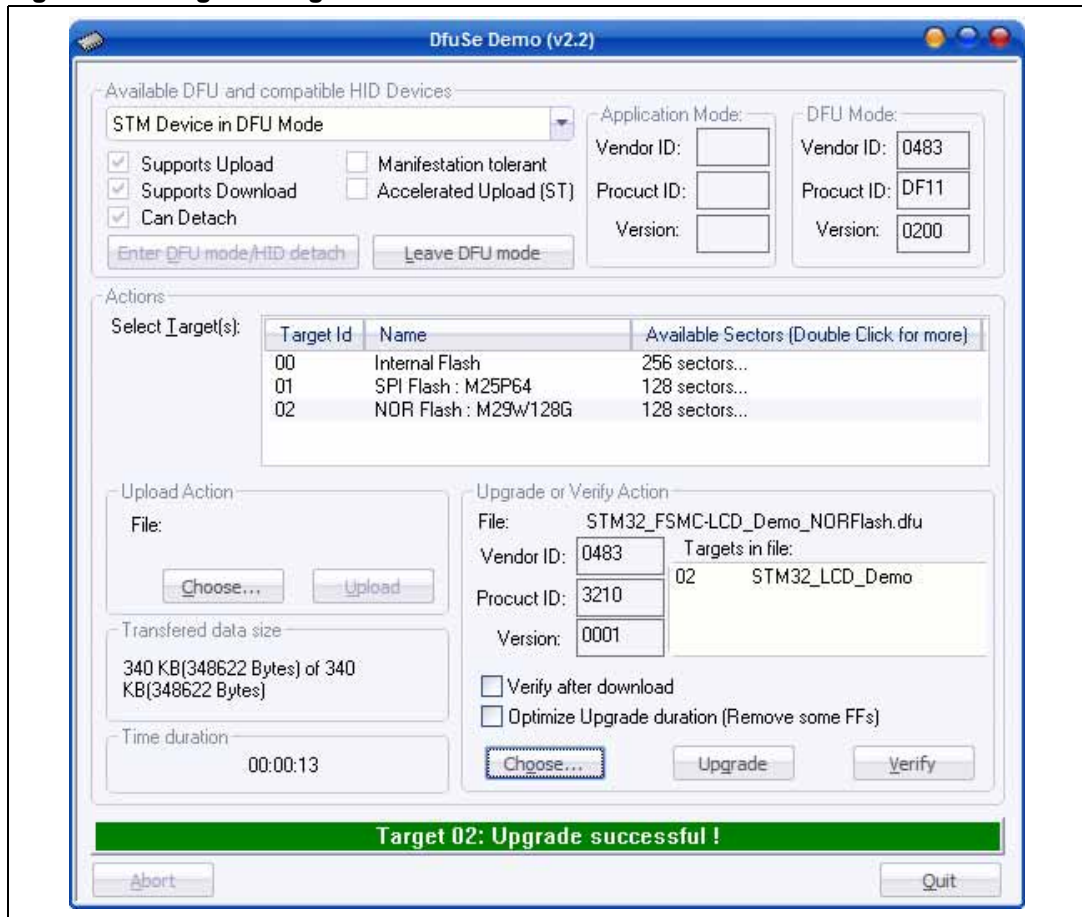 DfuSe Demo (v2.2)
Available DFU and compatible HID Devices
STM Device in DFU Mode
Supports Upload
Manifestation tolerant
Supports Download
Accelerated Upload (ST)
Can Detach
Enter DFU mode/HID detach
Leave DFU mode
Application Mode:
Vendor ID:
Procuct ID:
Version:
DFU Mode:
Vendor ID: 0483
Procuct ID: DF11
Version: 0200
Actions
Select Target(s):
Target Id Name Available Sectors (Double Click for more)
00 Internal Flash 256 sectors...
01 SPI Flash : M25P64 128 sectors...
02 NOR Flash : M29W128G 128 sectors...
Upload Action
File:
Choose... Upload
Transfered data size
340 KB(348622 Bytes) of 340
KB(348622 Bytes)
Time duration
00:00:13
Upgrade or Verify Action
File: STM32_FSMC-LCD_Demo_NORFlash.dfu
Vendor ID: 0483
Procuct ID: 3210
Version: 0001
Targets in file:
02 STM32_LCD_Demo
Verify after download
Optimize Upgrade duration (Remove some FFs)
Choose... Upgrade Verify
Target 02: Upgrade successful !
Abort Quit